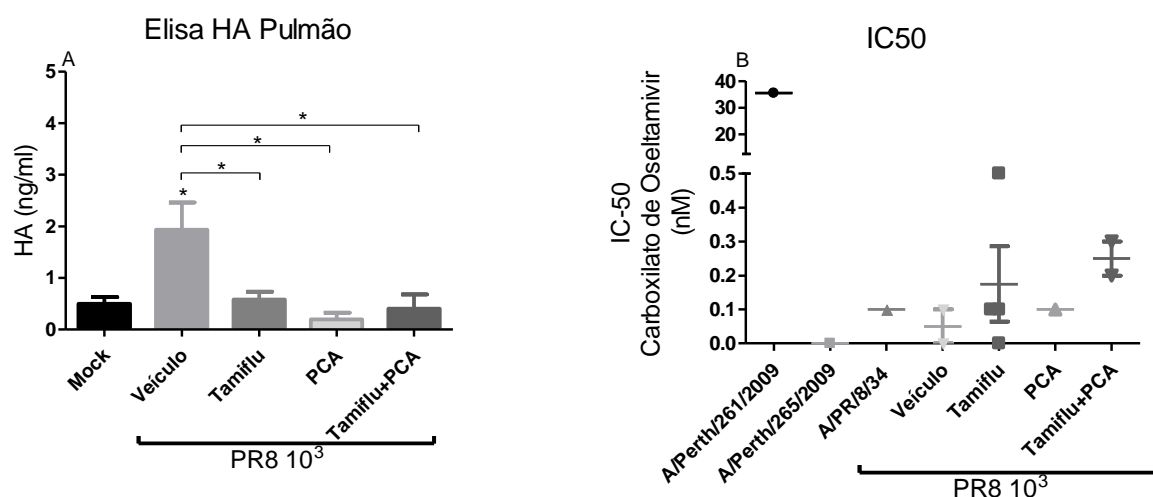 Elisa HA Pulmão
A
HA (ng/ml)
5
4
3
2
1
0
*
*
*
*
Mock
Veículo
Tamiflu
PCA
Tamiflu+PCA
PR8 10³
IC50
B
IC-50
Carboxilato de Oseltamivir
(nM)
40
30
20
0.5
0.4
0.3
0.2
0.1
0.0
A/Perth/261/2009
A/Perth/265/2009
A/PR/8/34
Veículo
Tamiflu
PCA
Tamiflu+PCA
PR8 10³